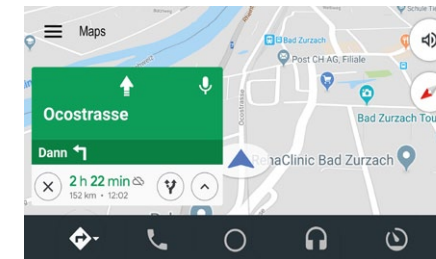 Maps
Bad Zurzach
Post CH AG, Filiale
Ocostrasse
Ocostrasse
Dann
Bad Zurzach Tou
RehaClinic Bad Zurzach
2 h 22 min
152 km • 12:02